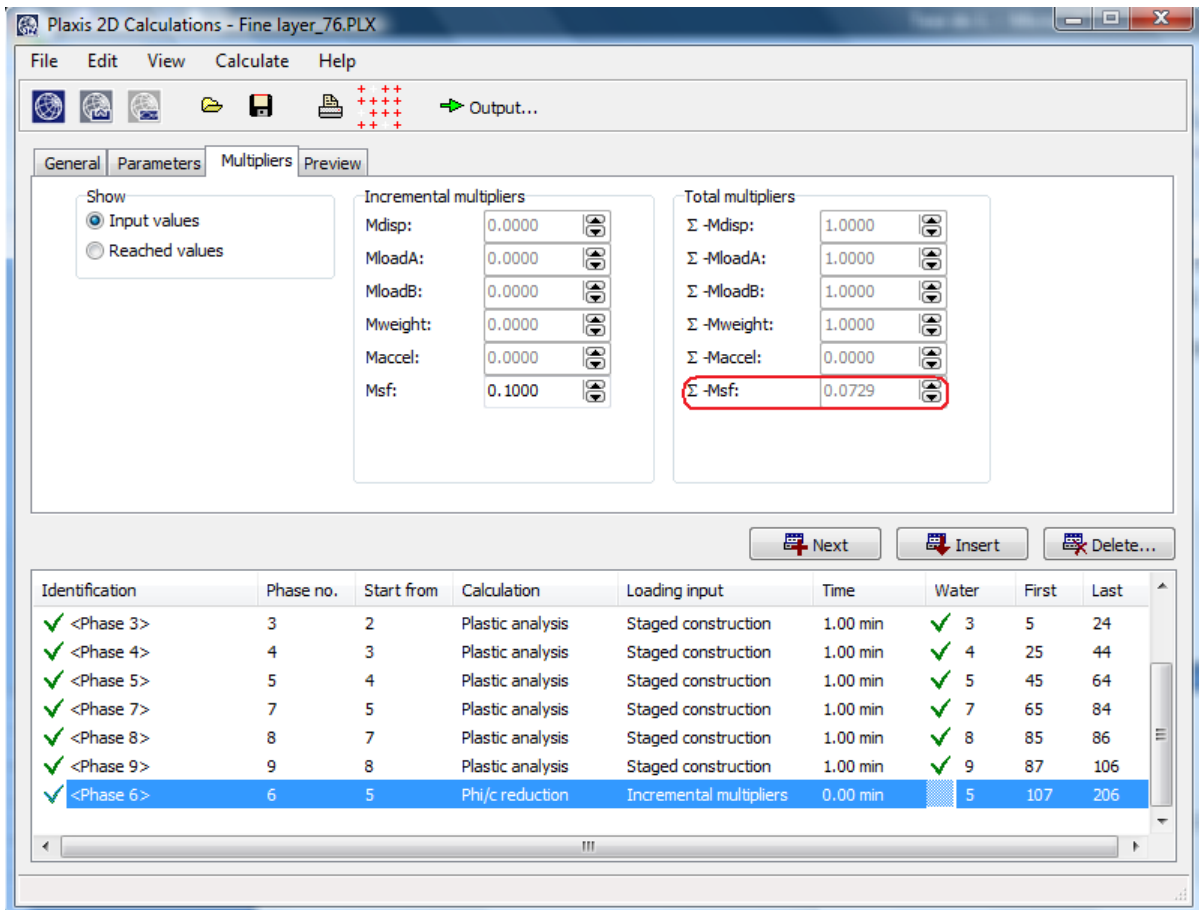 Plaxis 2D Calculations - Fine layer_76.PLX
File Edit View Calculate Help
Output...
General Parameters Multipliers Preview
Show
Input values
Reached values
Incremental multipliers
Mdisp: 0.0000
MloadA: 0.0000
MloadB: 0.0000
Mweight: 0.0000
Maccel: 0.0000
Msf: 0.1000
Total multipliers
Σ -Mdisp: 1.0000
Σ -MloadA: 1.0000
Σ -MloadB: 1.0000
Σ -Mweight: 1.0000
Σ -Maccel: 0.0000
Σ -Msf: 0.0729
Next Insert Delete...
Identification Phase no. Start from Calculation Loading input Time Water First Last
<Phase 3> 3 2 Plastic analysis Staged construction 1.00 min 3 5 24
<Phase 4> 4 3 Plastic analysis Staged construction 1.00 min 4 25 44
<Phase 5> 5 4 Plastic analysis Staged construction 1.00 min 5 45 64
<Phase 7> 7 5 Plastic analysis Staged construction 1.00 min 7 65 84
<Phase 8> 8 7 Plastic analysis Staged construction 1.00 min 8 85 86
<Phase 9> 9 8 Plastic analysis Staged construction 1.00 min 9 87 106
<Phase 6> 6 5 Phi/c reduction Incremental multipliers 0.00 min 5 107 206